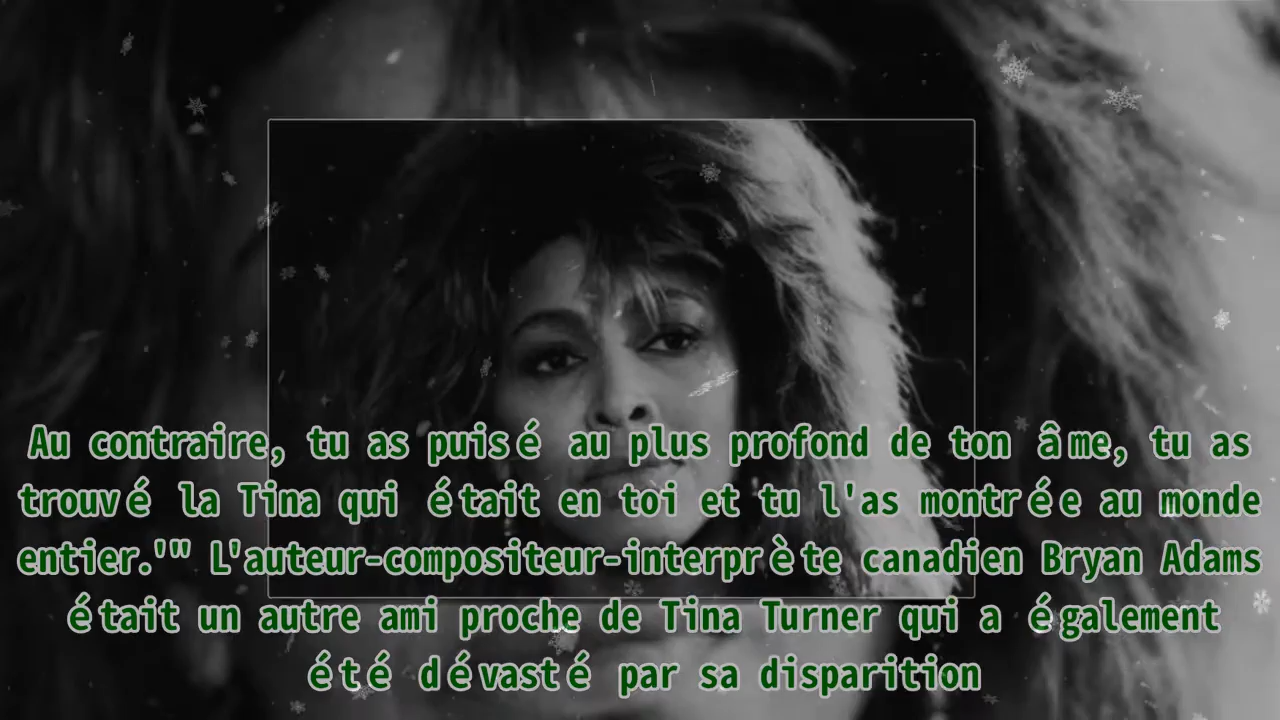 Au contraire, tu as puisé au plus profond de ton âme, tu as
trouvé la Tina qui était en toi et tu l'as montrée au monde
entier.'" L'auteur-compositeur-interprète canadien Bryan Adams
était un autre ami proche de Tina Turner qui a également
été dévasté par sa disparition